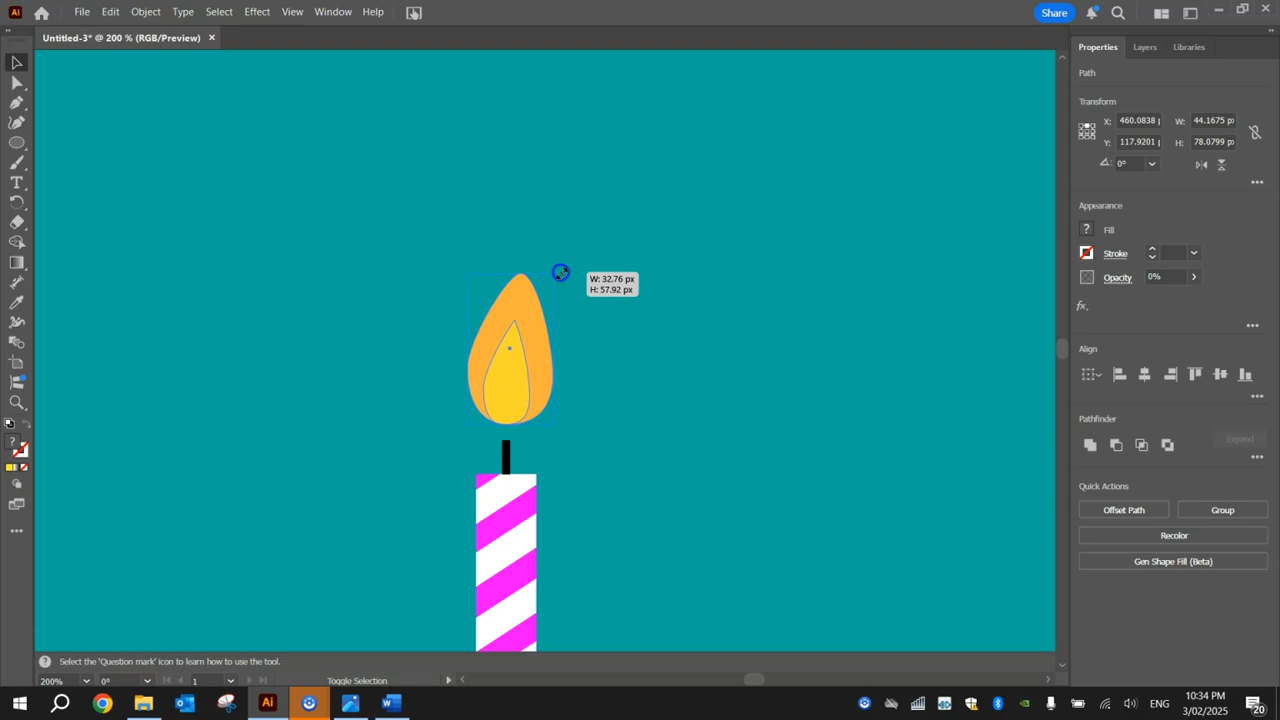 Ai File Edit Object Type Select Effect View Window Help Share
Untitled-3* @ 200 % (RGB/Preview) ×
Properties Layers Libraries
Path
Transform
X: 460.0838 p W: 44.1675 px
Y: 117.9201 p H: 78.0799 px
0°
Appearance
? Fill
Stroke
Opacity 0%
fx.
Align
Pathfinder
Expand
Quick Actions
Offset Path Group
Recolor
Gen Shape Fill (Beta)
W: 32.76 px
H: 57.92 px
Select the 'Question mark' icon to learn how to use the tool.
200% 0° 1 Toggle Selection
Ai ENG 10:34 PM
3/02/2025 20